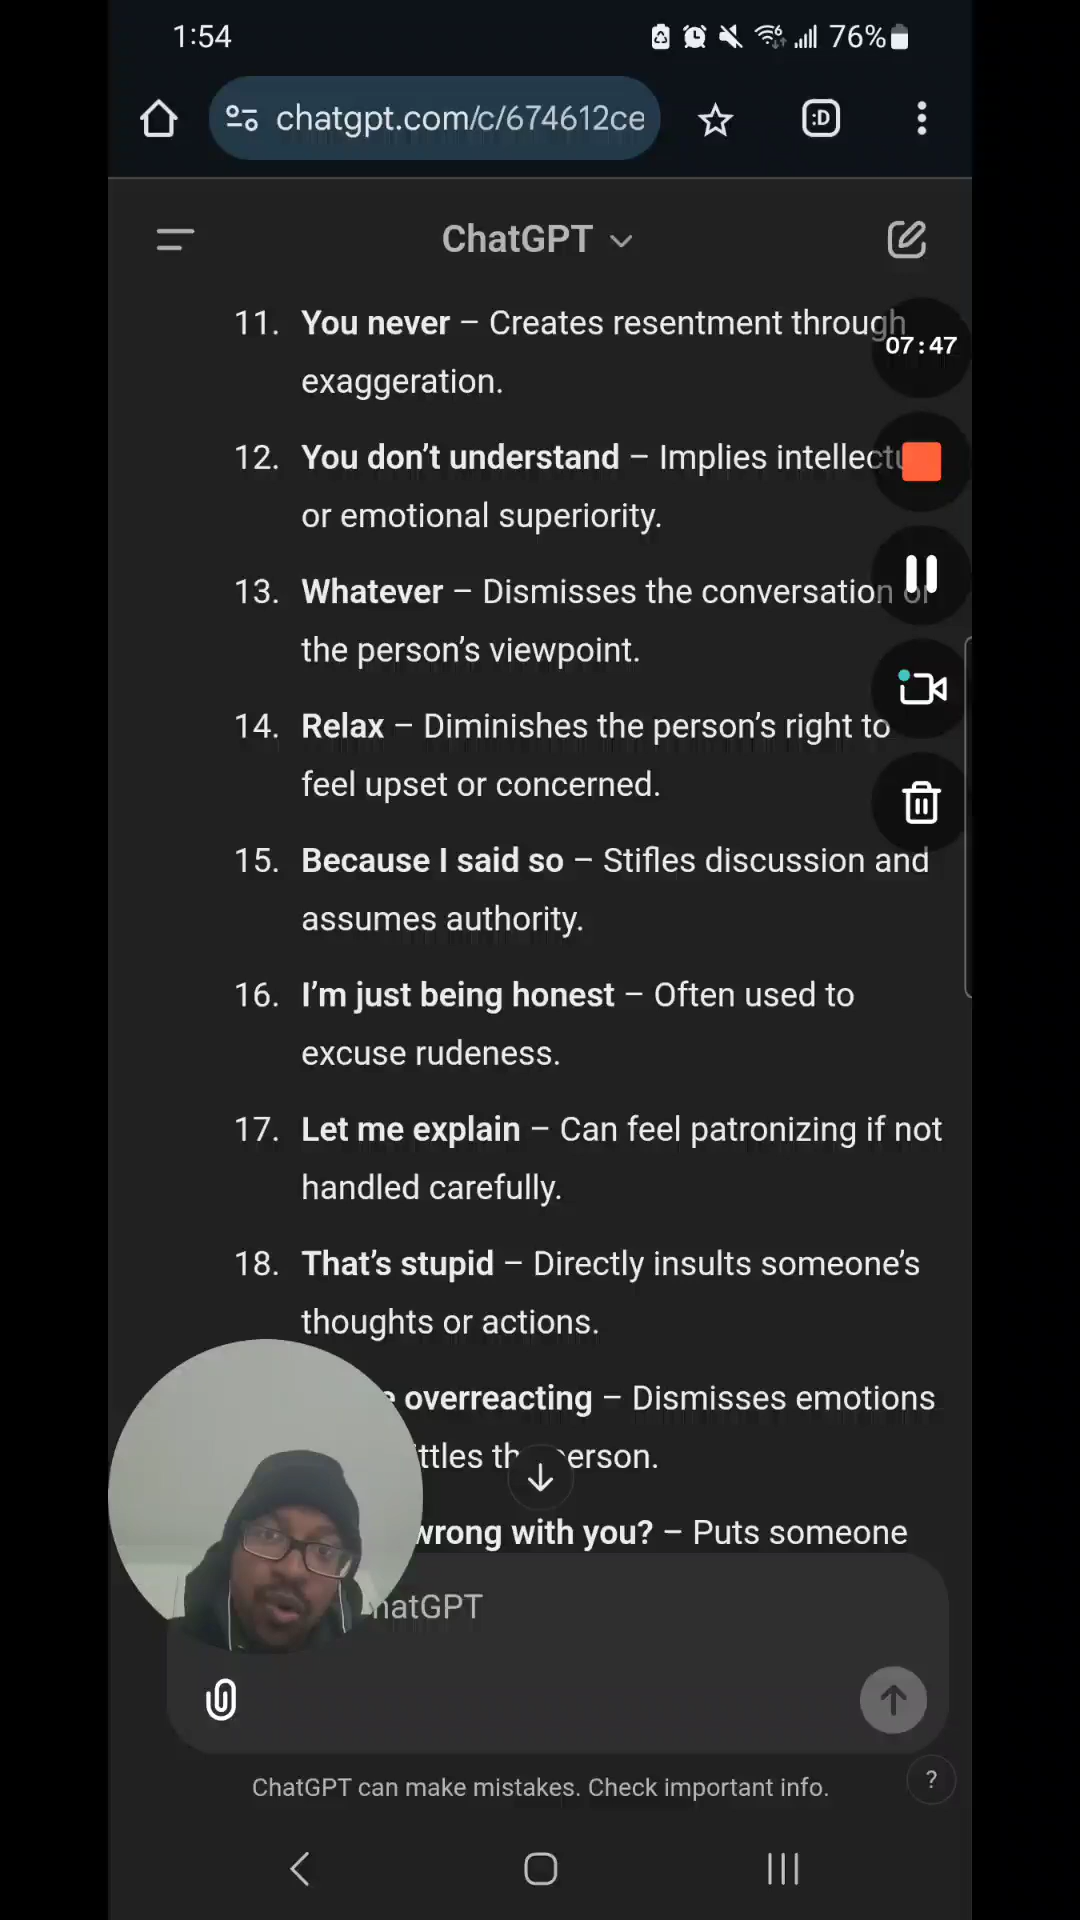 1:54
76%
chatgpt.com/c/674612ce
:D
ChatGPT
11. You never – Creates resentment through
07:47
exaggeration.
12. You don't understand – Implies
or emotional superiority.
13. Whatever – Dismisses the conversation or
the person's viewpoint.
14. Relax – Diminishes the person's right to
feel upset or concerned.
15. Because I said so – Stifles discussion and
assumes authority.
16. I'm just being honest – Often used to
excuse rudeness.
17. Let me explain – Can feel patronizing if not
handled carefully.
18. That's stupid – Directly insults someone's
thoughts or actions.
overreacting – Dismisses emotions
wrong with you? – Puts someone
hatGPT
ChatGPT can make mistakes. Check important info.
?